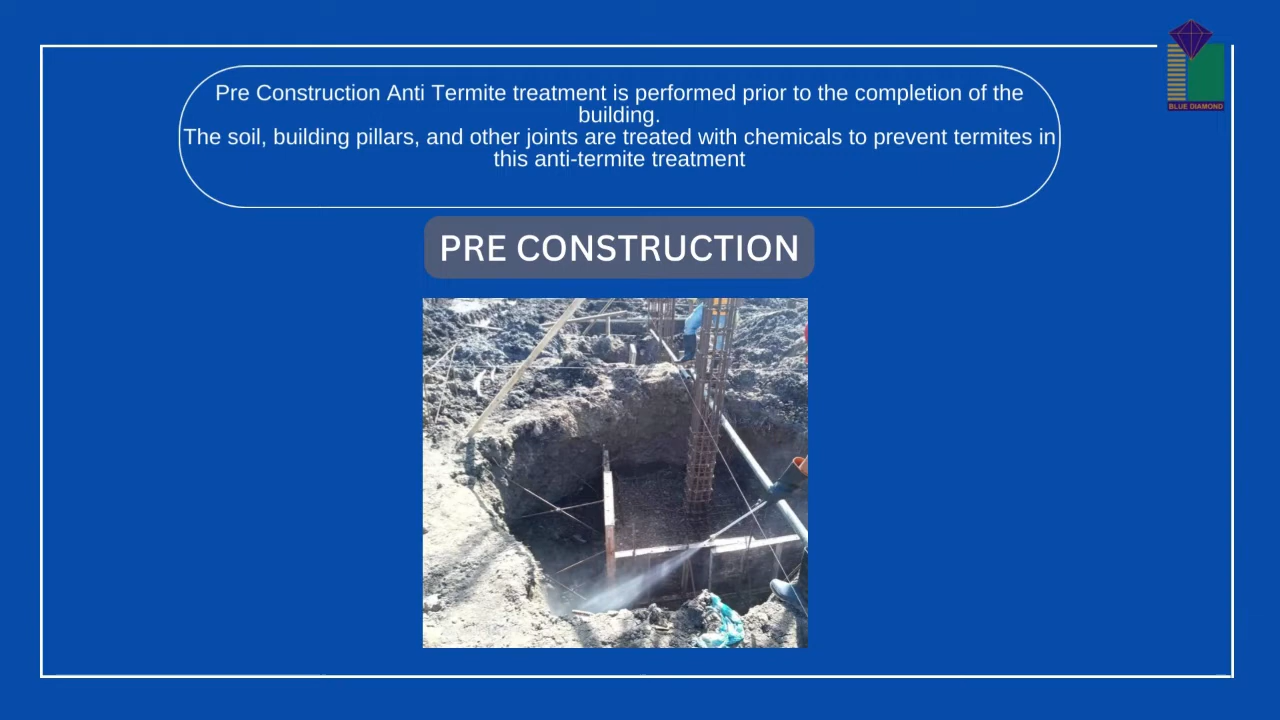 Pre Construction Anti Termite treatment is performed prior to the completion of the
building.
The soil, building pillars, and other joints are treated with chemicals to prevent termites in
this anti-termite treatment
PRE CONSTRUCTION
BLUE DIAMOND